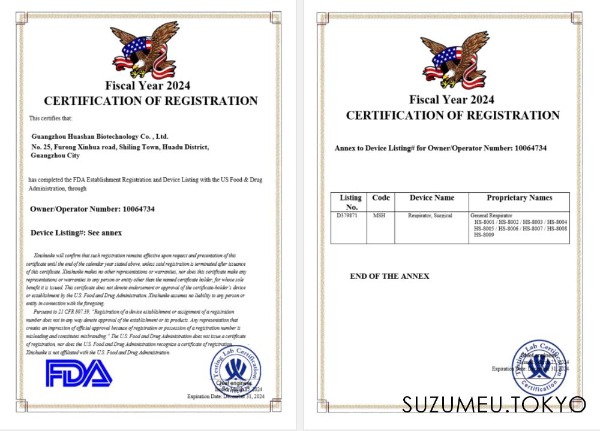 Fiscal Year 2024
CERTIFICATION OF REGISTRATION
This certifies that:
Guangzhou Huashan Biotechnology Co. , Ltd.
No. 25, Furong Xinhua road, Shiling Town, Huadu District,
Guangzhou City
has completed the FDA Establishment Registration and Device Listing with the US Food & Drug
Administration, through
Owner/Operator Number: 10064734
Device Listing#: See annex
will confirm that such registration remains effective upon request and presentation of this
certificate until the end of the calendar year stated above, unless said registration is terminated after issuance
of this certificate. makes no other representations or warranties, nor does this certificate make any
representations or warranties to any person or entity other than the named certificate holder, for whose sole
benefit it is issued. This certificate does not denote endorsement or approval of the certificate-holder's device
or establishment by the U.S. Food and Drug Administration. assumes no liability to any person or
entity in connection with the foregoing.
Pursuant to 21 CFR 807.39, "Registration of a device establishment or assignment of a registration
number does not in any way denote approval of the establishment or its products. Any representation that
creates an impression of official approval because of registration or possession of a registration number is
misleading and constitutes misbranding." The U.S. Food and Drug Administration does not issue a certificate
of registration, nor does the U.S. Food and Drug Administration recognize a certificate of registration.
is not affiliated with the U.S. Food and Drug Administration.
FDA
Testing Lab Certification
Expiration Date: December 31, 2024
Fiscal Year 2024
CERTIFICATION OF REGISTRATION
Annex to Device Listing# for Owner/Operator Number: 10064734
Listing No. Code Device Name Proprietary Names
D379871 MSH Respirator, Surgical General Respirator
HS-8001 / HS-8002 / HS-8003 / HS-8004
HS-8005 / HS-8006 / HS-8007 / HS-8008
HS-8009
END OF THE ANNEX
Testing Lab Certification
SUZUMEU.TOKYO